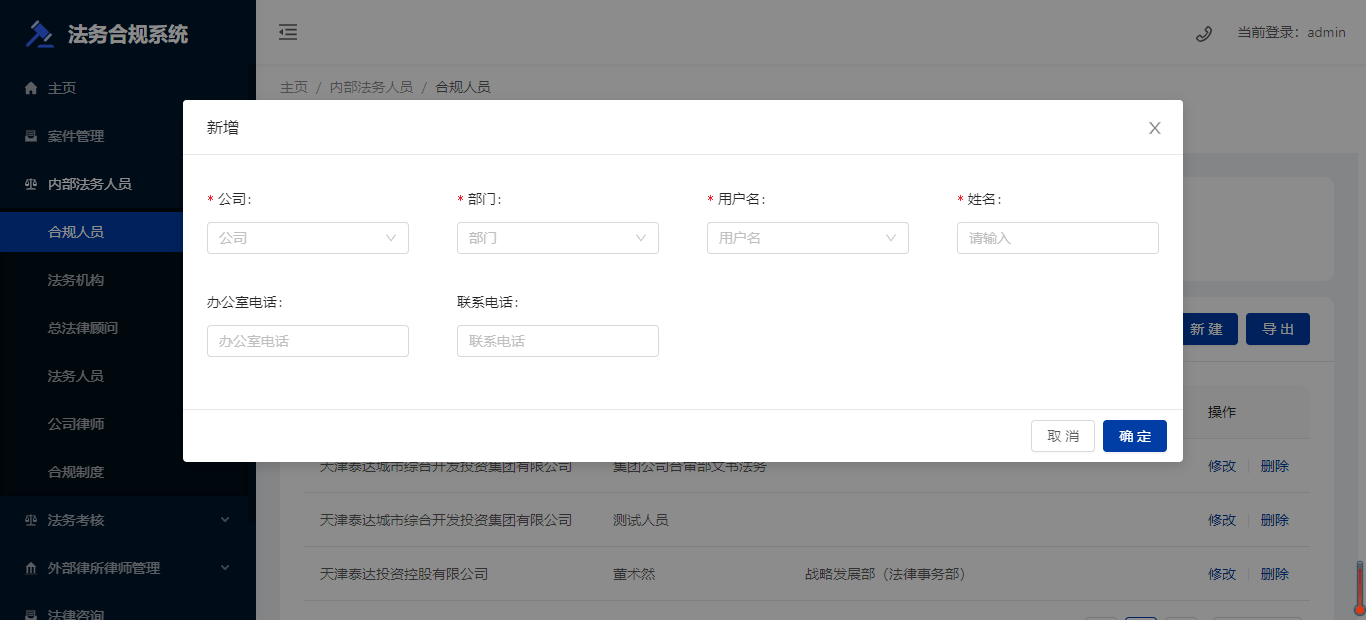 法务合规系统
当前登录：admin
主页
主页 / 内部法务人员 / 合规人员
案件管理
内部法务人员
合规人员
法务机构
总法律顾问
法务人员
公司律师
合规制度
法务考核
外部律所律师管理
法律咨询
新增
* 公司:
* 部门:
* 用户名:
* 姓名:
公司
部门
用户名
请输入
办公室电话:
联系电话:
办公室电话
联系电话
取 消
确 定
新 建
导 出
操作
天津泰达城市综合开发投资集团有限公司 集团公司合审部文书法务 修改 删除
天津泰达城市综合开发投资集团有限公司 测试人员 修改 删除
天津泰达投资控股有限公司 董术然 战略发展部（法律事务部） 修改 删除